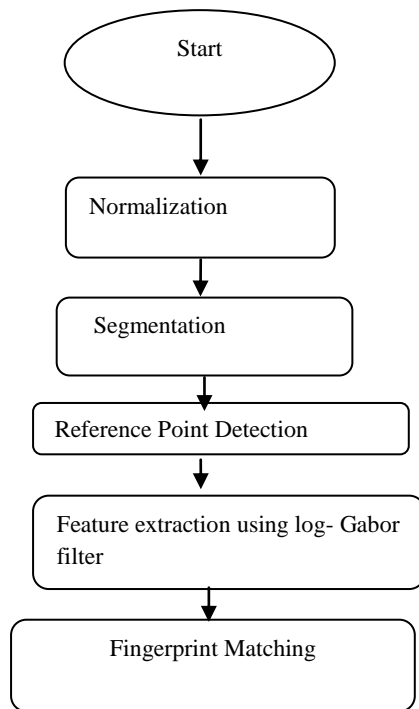 Start
Normalization
Segmentation
Reference Point Detection
Feature extraction using log- Gabor
filter
Fingerprint Matching